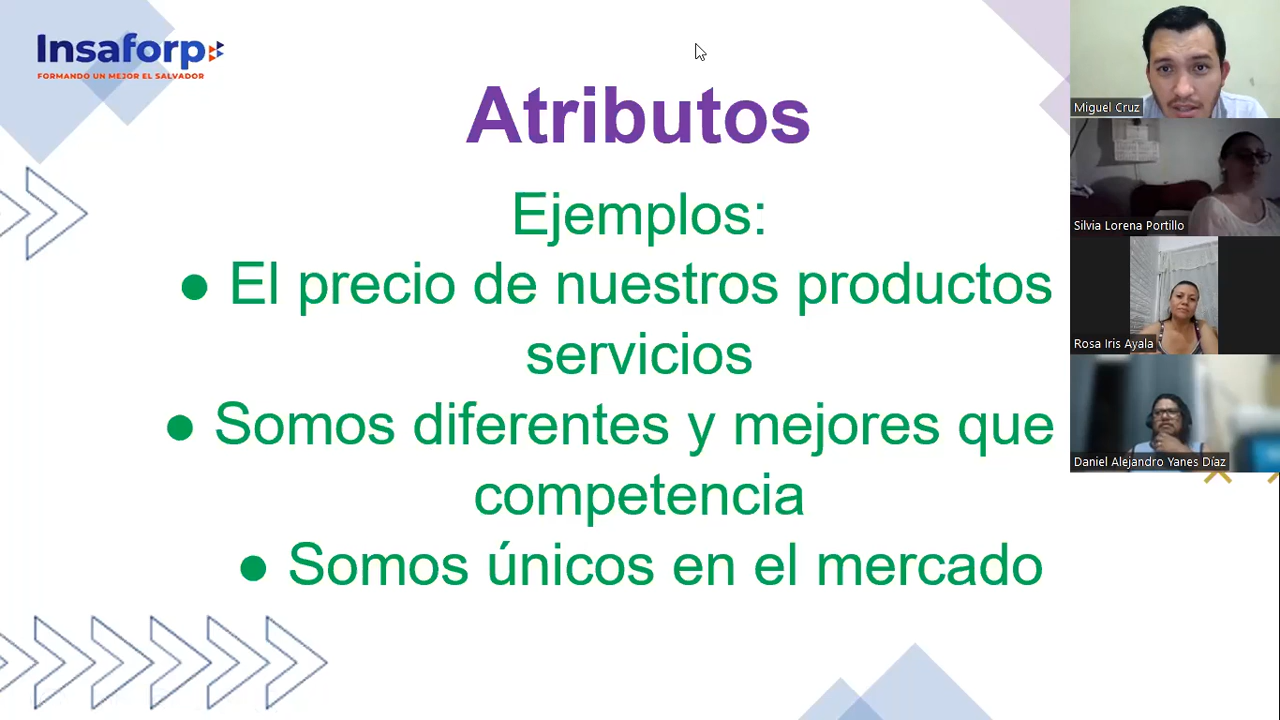 Insaforp
FORMANDO UN MEJOR EL SALVADOR
Atributos
Ejemplos:
● El precio de nuestros productos
servicios
● Somos diferentes y mejores que
competencia
● Somos únicos en el mercado
Miguel Cruz
Silvia Lorena Portillo
Rosa Iris Ayala
Daniel Alejandro Yanes Díaz